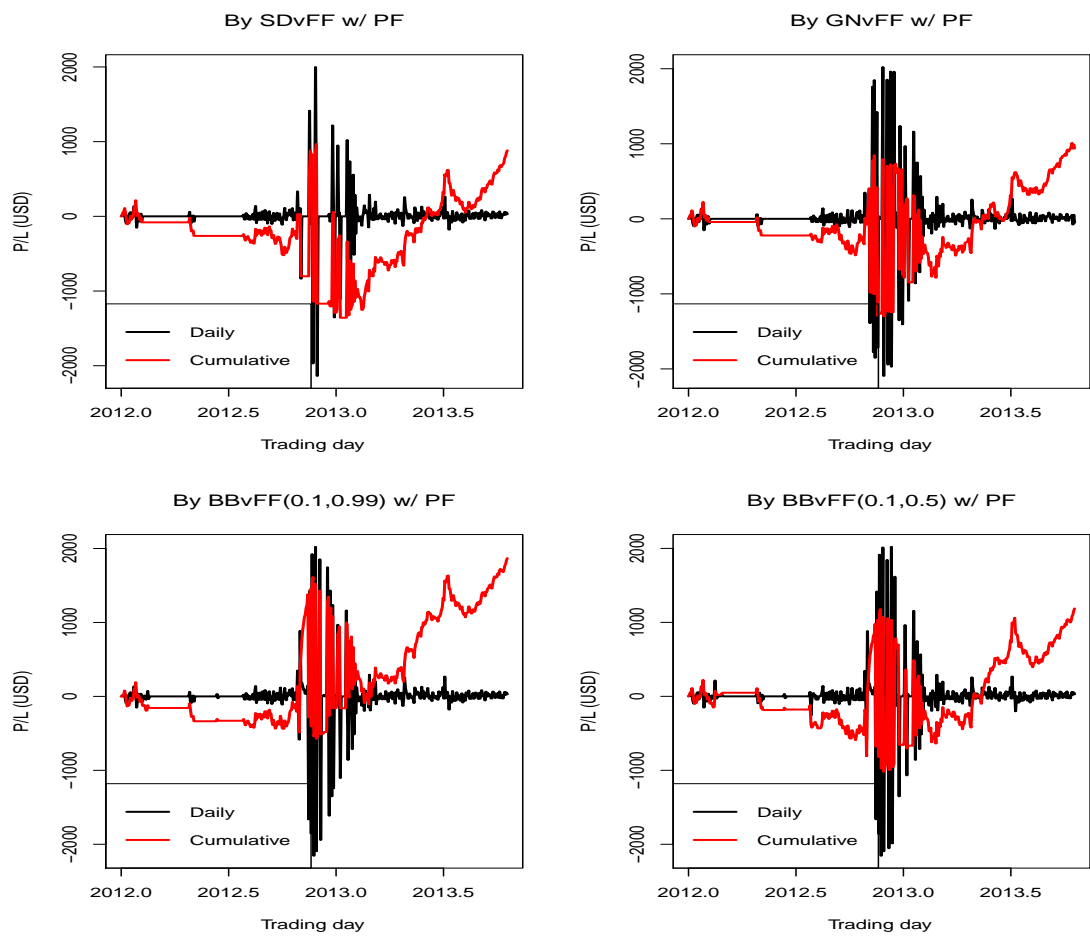 By SDvFF w/ PF
2000
1000
0
−1000
−2000
P/L (USD)
Daily
Cumulative
2012.0 2012.5 2013.0 2013.5
Trading day
By GNvFF w/ PF
2000
1000
0
−1000
−2000
P/L (USD)
Daily
Cumulative
2012.0 2012.5 2013.0 2013.5
Trading day
By BBvFF(0.1,0.99) w/ PF
2000
1000
0
−1000
−2000
P/L (USD)
Daily
Cumulative
2012.0 2012.5 2013.0 2013.5
Trading day
By BBvFF(0.1,0.5) w/ PF
2000
1000
0
−1000
−2000
P/L (USD)
Daily
Cumulative
2012.0 2012.5 2013.0 2013.5
Trading day